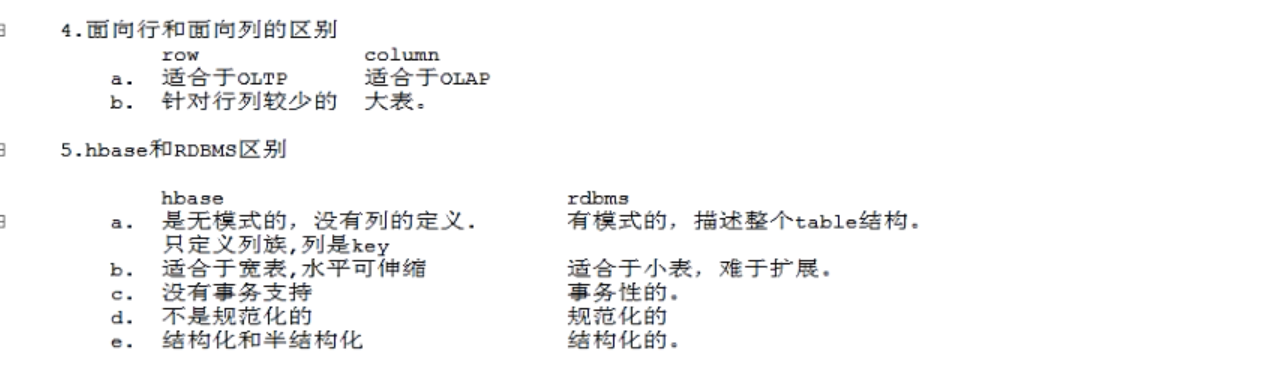 4.面向行和面向列的区别
row column
a. 适合于OLTP 适合于OLAP
b. 针对行列较少的 大表。
5.hbase和RDBMS区别
hbase rdbms
a. 是无模式的，没有列的定义. 有模式的，描述整个table结构。
只定义列族,列是key
b. 适合于宽表,水平可伸缩 适合于小表，难于扩展。
c. 没有事务支持 事务性的。
d. 不是规范化的 规范化的
e. 结构化和半结构化 结构化的。